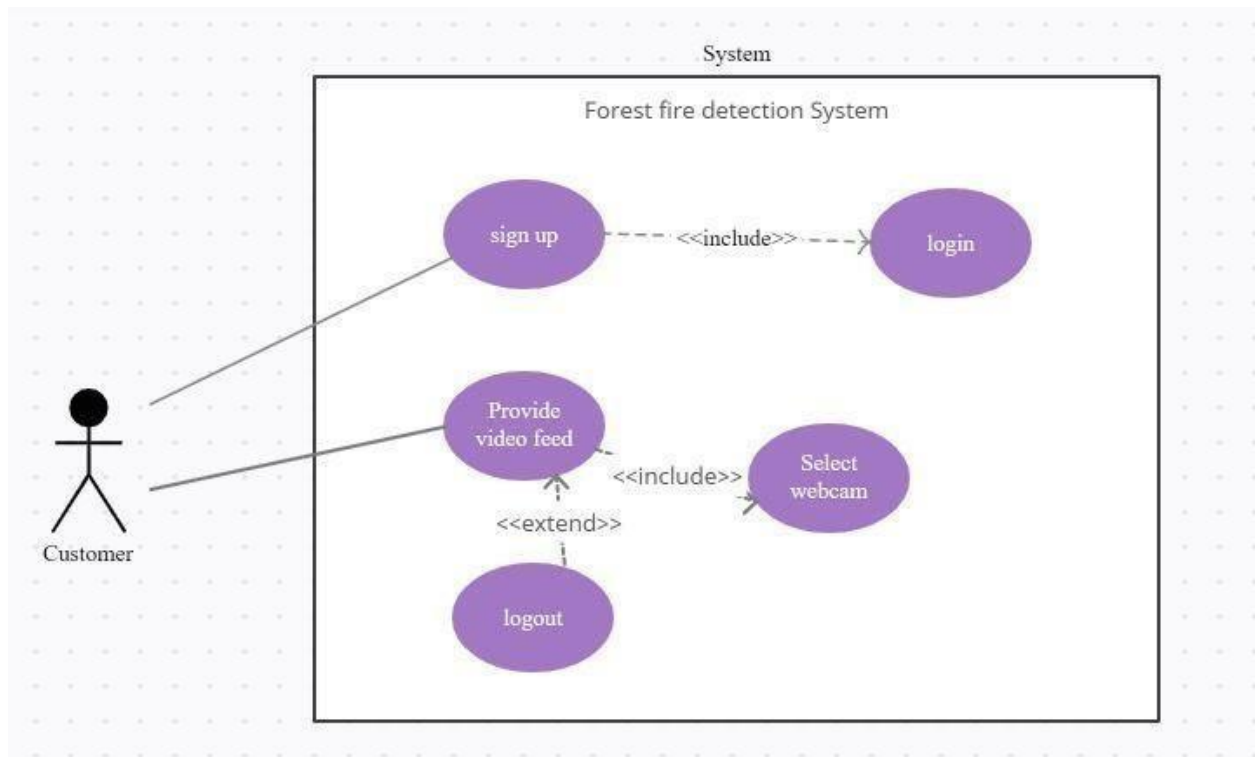 System
Forest fire detection System
sign up
<<include>>
login
Provide
video feed
<<include>>
Select
webcam
<<extend>>
logout
Customer